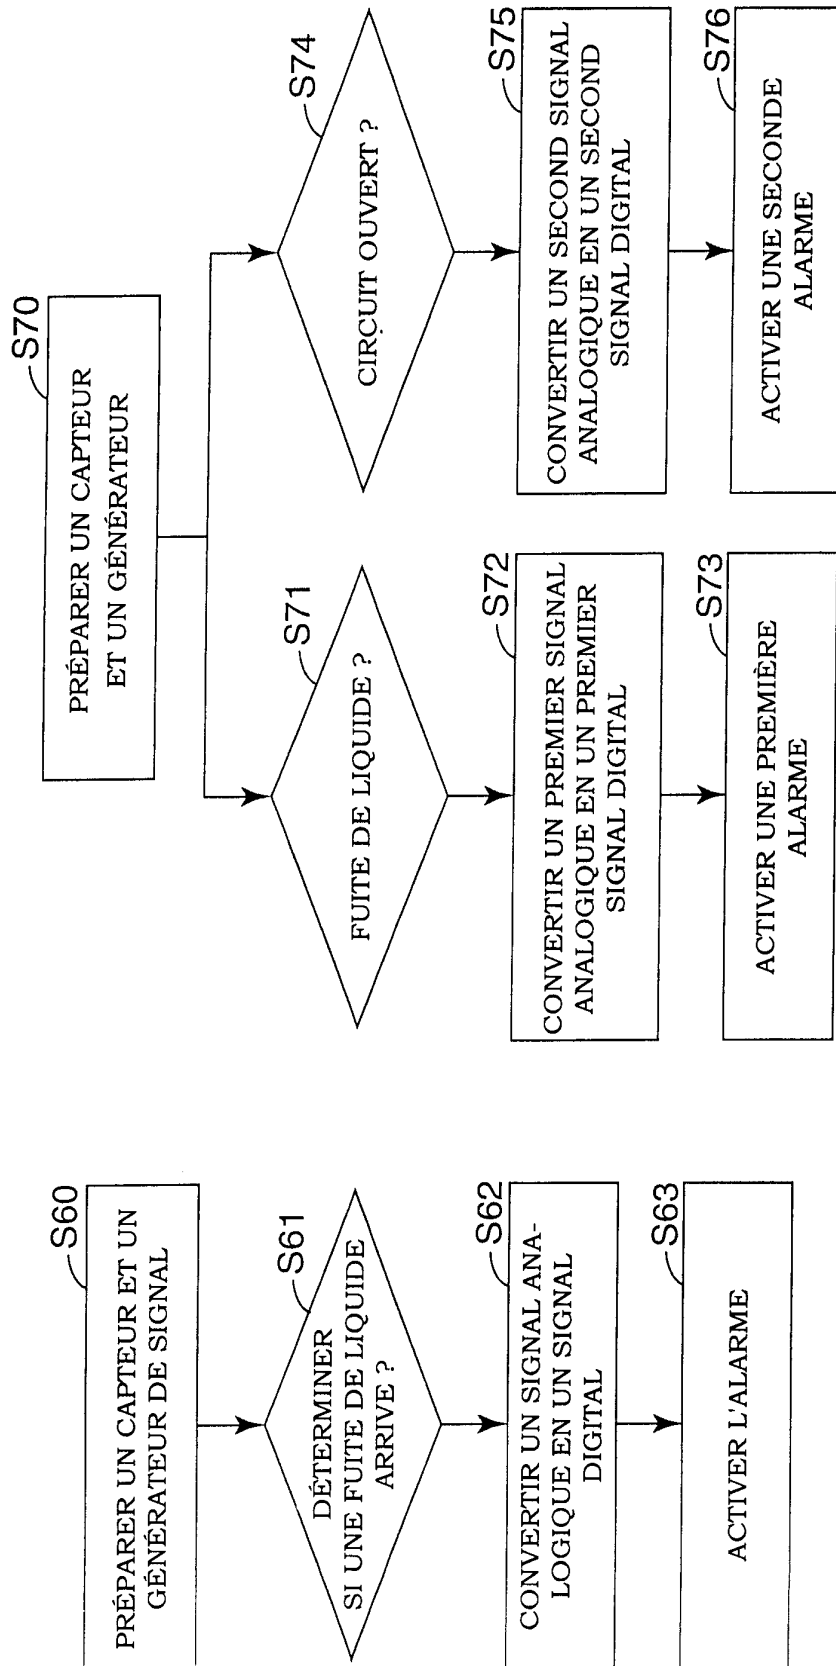 S60
PRÉPARER UN CAPTEUR ET UN
GÉNÉRATEUR DE SIGNAL
S61
DÉTERMINER
SI UNE FUITE DE LIQUIDE
ARRIVE ?
S62
CONVERTIR UN SIGNAL ANA-
LOGIQUE EN UN SIGNAL
DIGITAL
S63
ACTIVER L'ALARME
S70
PRÉPARER UN CAPTEUR
ET UN GÉNÉRATEUR
S71
FUITE DE LIQUIDE ?
S72
CONVERTIR UN PREMIER SIGNAL
ANALOGIQUE EN UN PREMIER
SIGNAL DIGITAL
S73
ACTIVER UNE PREMIÈRE
ALARME
S74
CIRCUIT OUVERT ?
S75
CONVERTIR UN SECOND SIGNAL
ANALOGIQUE EN UN SECOND
SIGNAL DIGITAL
S76
ACTIVER UNE SECONDE
ALARME